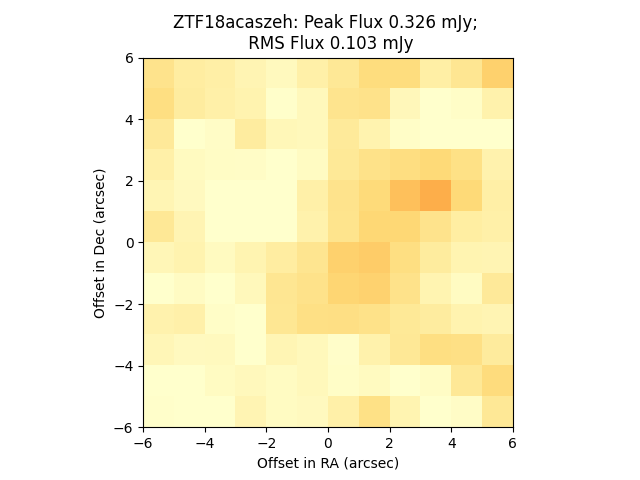 ZTF18acaszeh: Peak Flux 0.326 mJy;
RMS Flux 0.103 mJy
6
4
2
0
−2
−4
−6
Offset in Dec (arcsec)
−6 −4 −2 0 2 4 6
Offset in RA (arcsec)